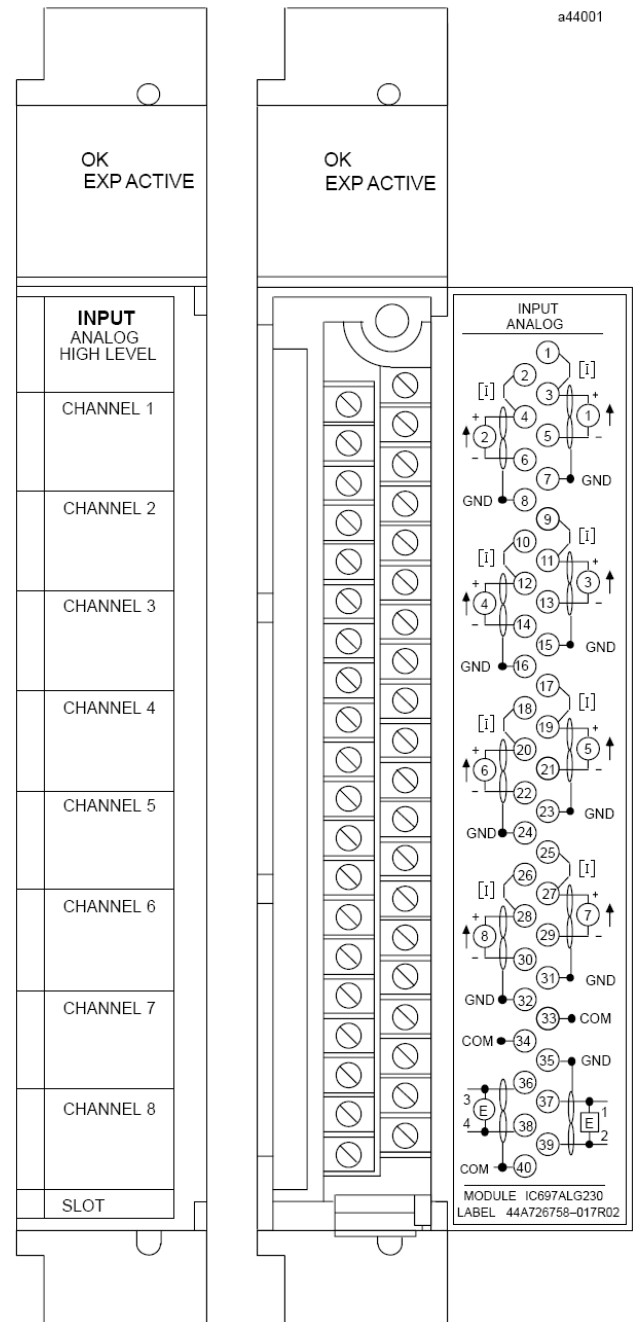 a44001
OK
EXP ACTIVE
OK
EXP ACTIVE
INPUT
ANALOG
HIGH LEVEL
CHANNEL 1
CHANNEL 2
CHANNEL 3
CHANNEL 4
CHANNEL 5
CHANNEL 6
CHANNEL 7
CHANNEL 8
SLOT
INPUT
ANALOG
1
2 [I]
[I] 3 +
+ 4 1
2 5 −
− 6
7 GND
GND 8
9
10 [I]
[I] 11 +
+ 12 3
4 13 −
− 14
15 GND
GND 16
17
18 [I]
[I] 19 +
+ 20 5
6 21 −
− 22
23 GND
GND 24
25
26 [I]
[I] 27 +
+ 28 7
8 29 −
− 30
31 GND
GND 32
33 COM
COM 34
35 GND
36
3 37 1
E E
4 38 2
39
COM 40
MODULE IC697ALG230
LABEL 44A726758–017R02